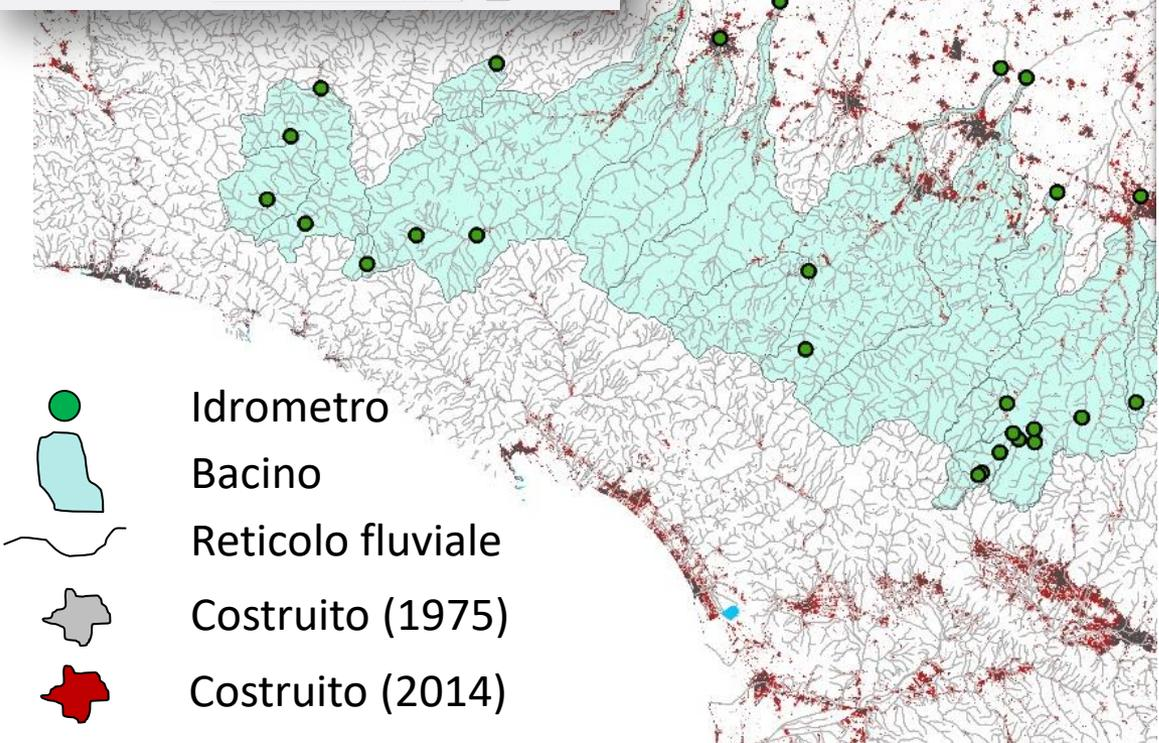 Idrometro
Bacino
Reticolo fluviale
Costruito (1975)
Costruito (2014)